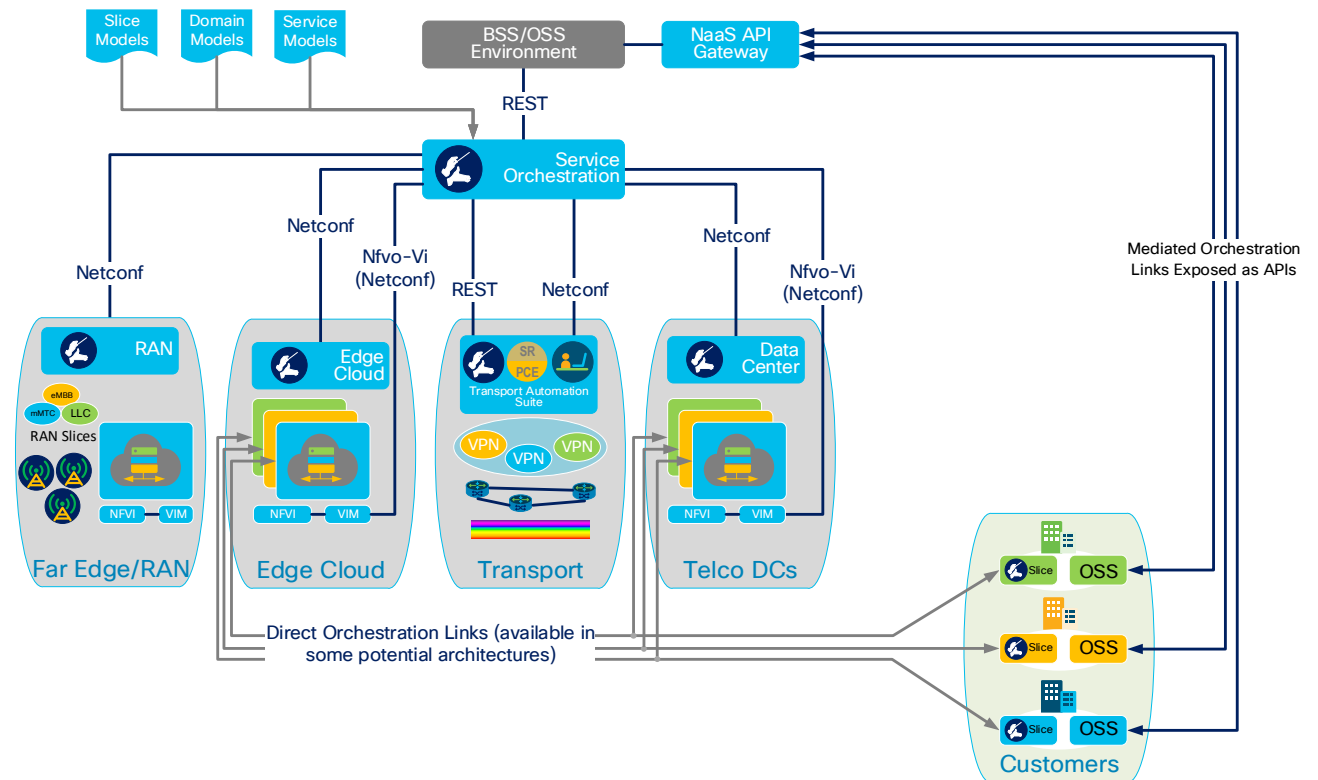 Slice
Models
Domain
Models
Service
Models
BSS/OSS
Environment
NaaS API
Gateway
REST
Service
Orchestration
Netconf
Netconf
Nfvo-Vi
(Netconf)
REST
Netconf
Netconf
Nfvo-Vi
(Netconf)
Mediated Orchestration
Links Exposed as APIs
RAN
eMBB
mMTC
LLC
RAN Slices
NFVI
VIM
Far Edge/RAN
Edge
Cloud
NFVI
VIM
Edge Cloud
SR
PCE
Transport Automation
Suite
VPN
VPN
VPN
Transport
Data
Center
NFVI
VIM
Telco DCs
Direct Orchestration Links (available in
some potential architectures)
Slice
OSS
Slice
OSS
Slice
OSS
Customers